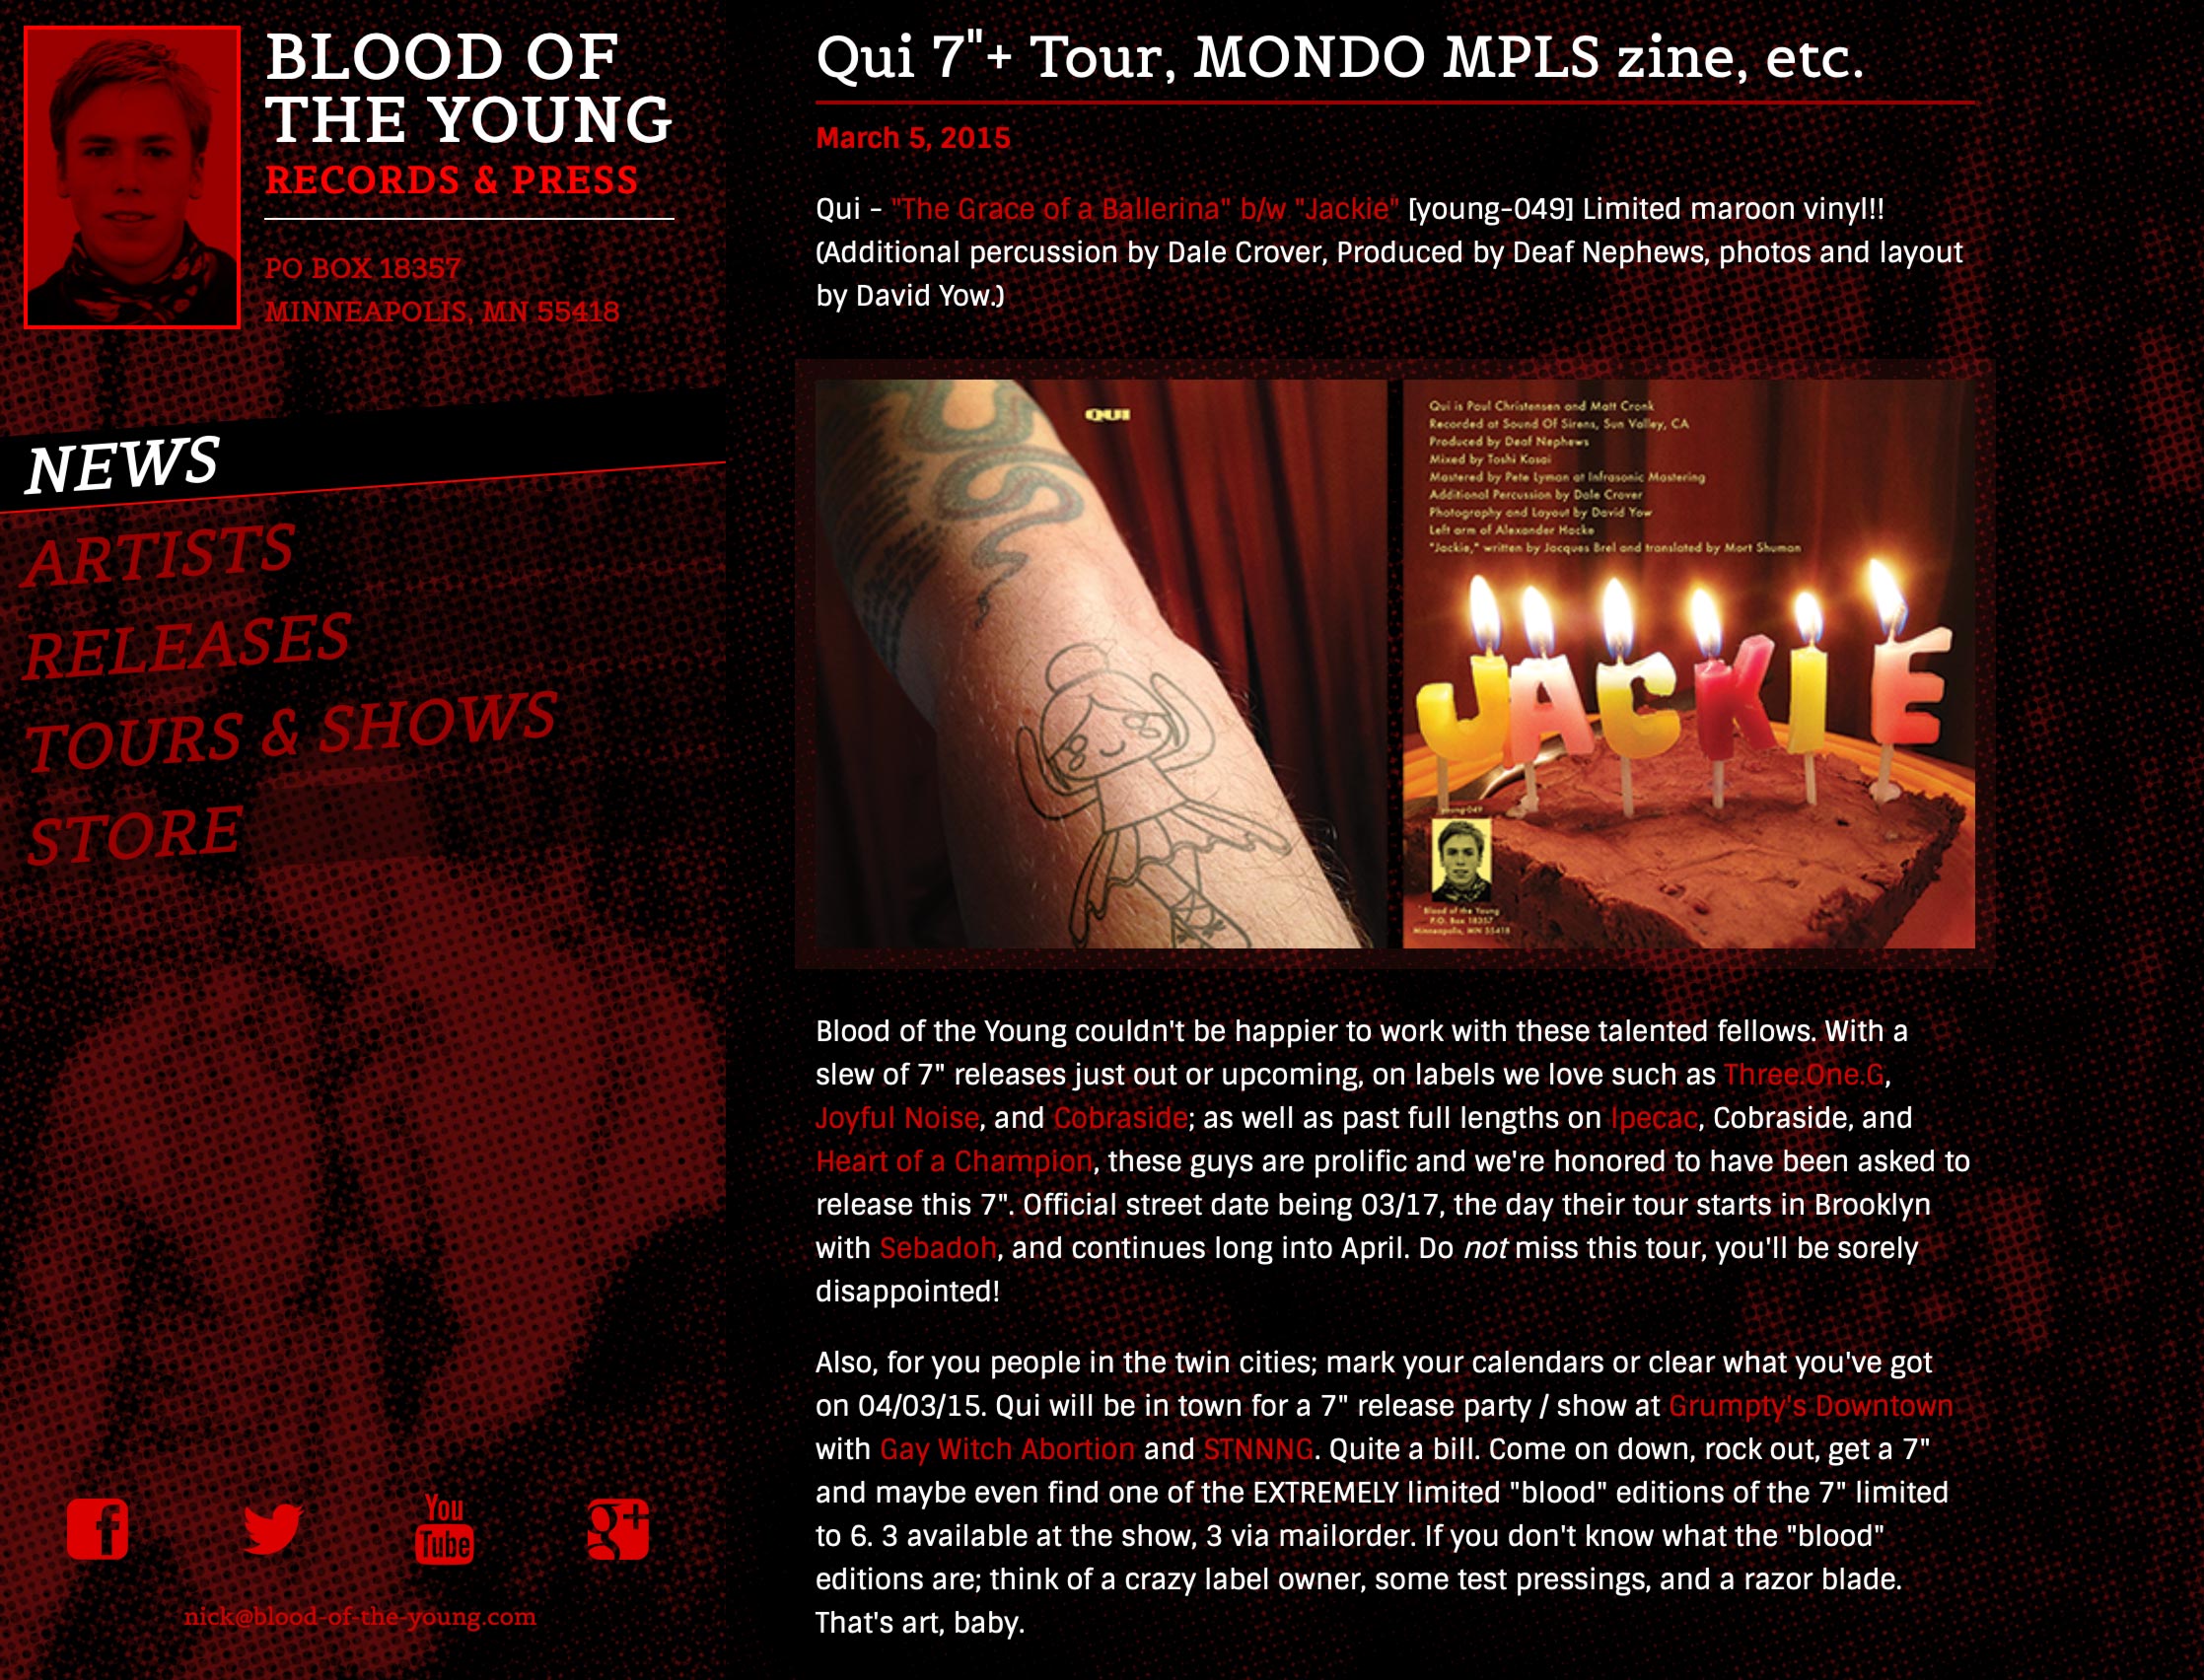 BLOOD OF
THE YOUNG
RECORDS & PRESS
PO BOX 18357
MINNEAPOLIS, MN 55418
NEWS
ARTISTS
RELEASES
TOURS & SHOWS
STORE
f
You
Tube
g+
nick@blood-of-the-young.com
Qui 7"+ Tour, MONDO MPLS zine, etc.
March 5, 2015
Qui - "The Grace of a Ballerina" b/w "Jackie" [young-049] Limited maroon vinyl!!
(Additional percussion by Dale Crover, Produced by Deaf Nephews, photos and layout
by David Yow.)
QUI
Qui is Paul Christensen and Matt Cronk
Recorded at Sound Of Sirens, Sun Valley, CA
Produced by Deaf Nephews
Mixed by Toshi Kasai
Mastered by Pete Lyman at Infrasonic Mastering
Additional Percussion by Dale Crover
Photography and Layout by David Yow
Left arm of Alexander Hacke
"Jackie," written by Jacques Brel and translated by Mort Shuman
JACKIE
young-049
Blood of the Young
P.O. Box 18357
Minneapolis, MN 55418
Blood of the Young couldn't be happier to work with these talented fellows. With a
slew of 7" releases just out or upcoming, on labels we love such as Three.One.G,
Joyful Noise, and Cobraside; as well as past full lengths on Ipecac, Cobraside, and
Heart of a Champion, these guys are prolific and we're honored to have been asked to
release this 7". Official street date being 03/17, the day their tour starts in Brooklyn
with Sebadoh, and continues long into April. Do not miss this tour, you'll be sorely
disappointed!
Also, for you people in the twin cities; mark your calendars or clear what you've got
on 04/03/15. Qui will be in town for a 7" release party / show at Grumpty's Downtown
with Gay Witch Abortion and STNNNG. Quite a bill. Come on down, rock out, get a 7"
and maybe even find one of the EXTREMELY limited "blood" editions of the 7" limited
to 6. 3 available at the show, 3 via mailorder. If you don't know what the "blood"
editions are; think of a crazy label owner, some test pressings, and a razor blade.
That's art, baby.